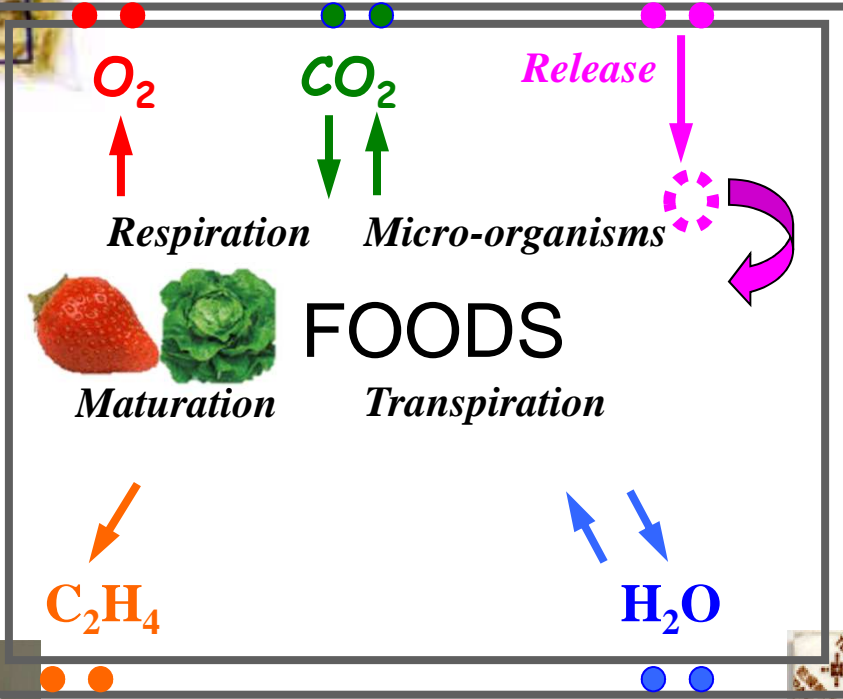 O₂ CO₂ Release
Respiration Micro-organisms
FOODS
Maturation Transpiration
C₂H₄ H₂O